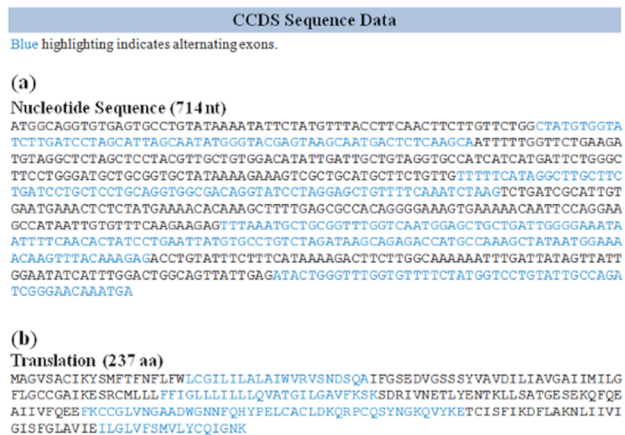 CCDS Sequence Data
Blue highlighting indicates alternating exons.
(a)
Nucleotide Sequence (714 nt)
ATGGCAGGTGTGAGTGCCTGTATAAAATATTCTATGTTTACCTTCAACTTCTTGTTCTGGCTATGTGGTA
TCTTGATCCTAGCATTAGCAATATGGGTACGAGTAAGCAATGACTCTCAAGCAATTTTTGGTTCTGAAGA
TGTAGGCTCTAGCTCCTACGTTGCTGTGGACATATTGATTGCTGTAGGTGCCATCATCATGATTCTGGGC
TTCCTGGGATGCTGCGGTGCTATAAAAGAAAGTCGCTGCATGCTTCTGTTGTTTTTCATAGGCTTGCTTC
TGATCCTGCTCCTGCAGGTGGCGACAGGTATCCTAGGAGCTGTTTTCAAATCTAAGTCTGATCGCATTGT
GAATGAAACTCTCTATGAAAACACAAAGCTTTTGAGCGCCACAGGGGAAAGTGAAAAACAATTCCAGGAA
GCCATAATTGTGTTTCAAGAAGAGTTTAAATGCTGCGGTTTGGTCAATGGAGCTGCTGATTGGGGAAATA
ATTTTCAACACTATCCTGAATTATGTGCCTGTCTAGATAAGCAGAGACCATGCCAAAGCTATAATGGAAA
ACAAGTTTACAAAGAGACCTGTATTTCTTTCATAAAAGACTTCTTGGCAAAAAATTTGATTATAGTTATT
GGAATATCATTTGGACTGGCAGTTATTGAGATACTGGGTTTGGTGTTTTCTATGGTCCTGTATTGCCAGA
TCGGGAACAAATGA
(b)
Translation (237 aa)
MAGVSACIKYSMFTFNFLFWLCGILILALAIWVRVSNDSQAIFGSEDVGSSSYVAVDILIAVGAIIMILG
FLGCCGAIKESRCMLLLFFIGLLLILLLQVATGILGAVFKSKSDRIVNETLYENTKLLSATGESEKQFQE
AIIVFQEEFKCCGLVNGAADWGNNFQHYPELCACLDKQRPCQSYNGKQVYKETCISFIKDFLAKNLIIVI
GISFGLAVIEILGLVFSMVLYCQIGNK